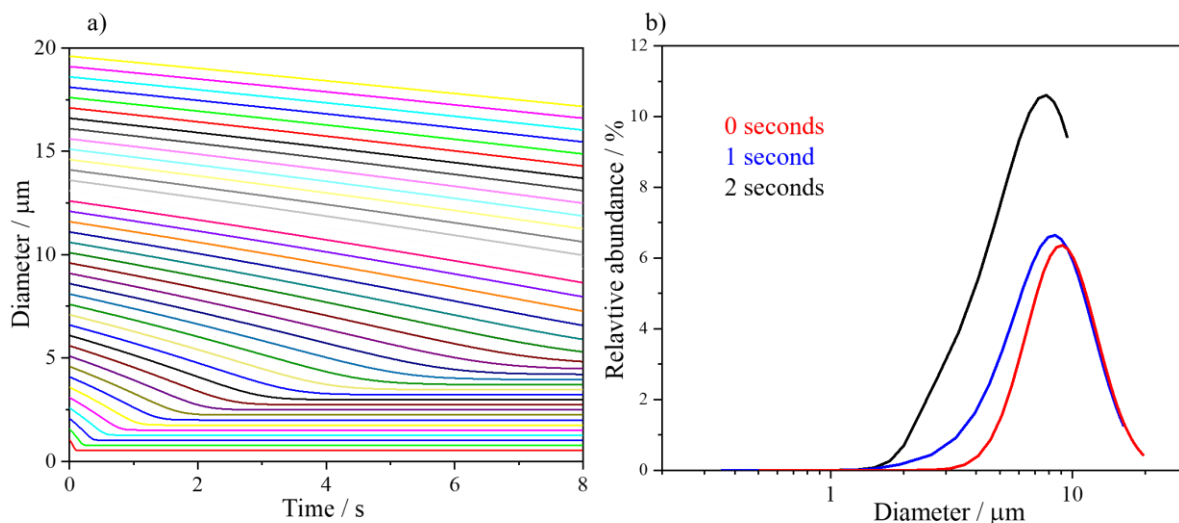 a)
20
15
10
5
0
0
2
4
6
8
Diameter / μm
Time / s
b)
12
10
8
6
4
2
0
1
10
0 seconds
1 second
2 seconds
Relavtive abundance / %
Diameter / μm